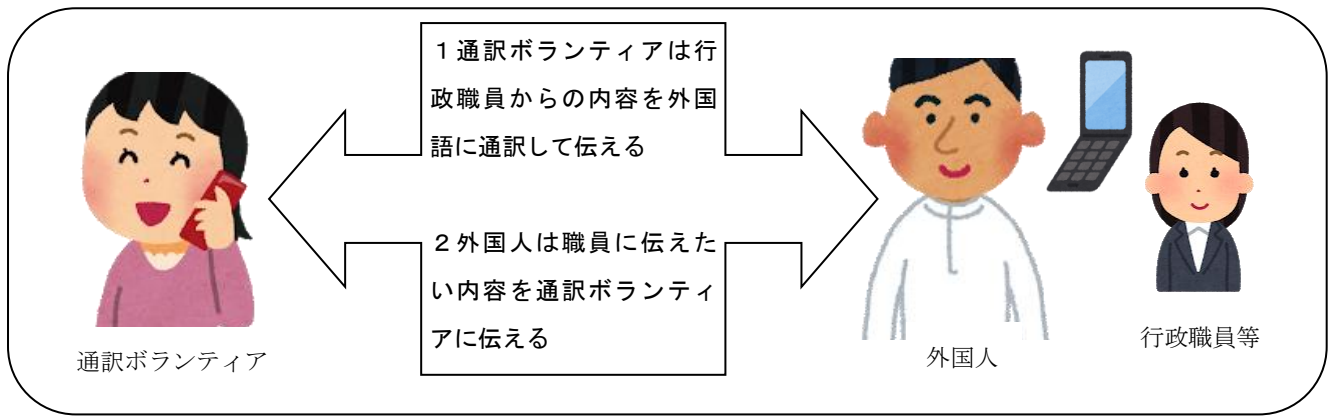 1通訳ボランティアは行
政職員からの内容を外国
語に通訳して伝える
2外国人は職員に伝えた
い内容を通訳ボランティ
アに伝える
通訳ボランティア
外国人
行政職員等